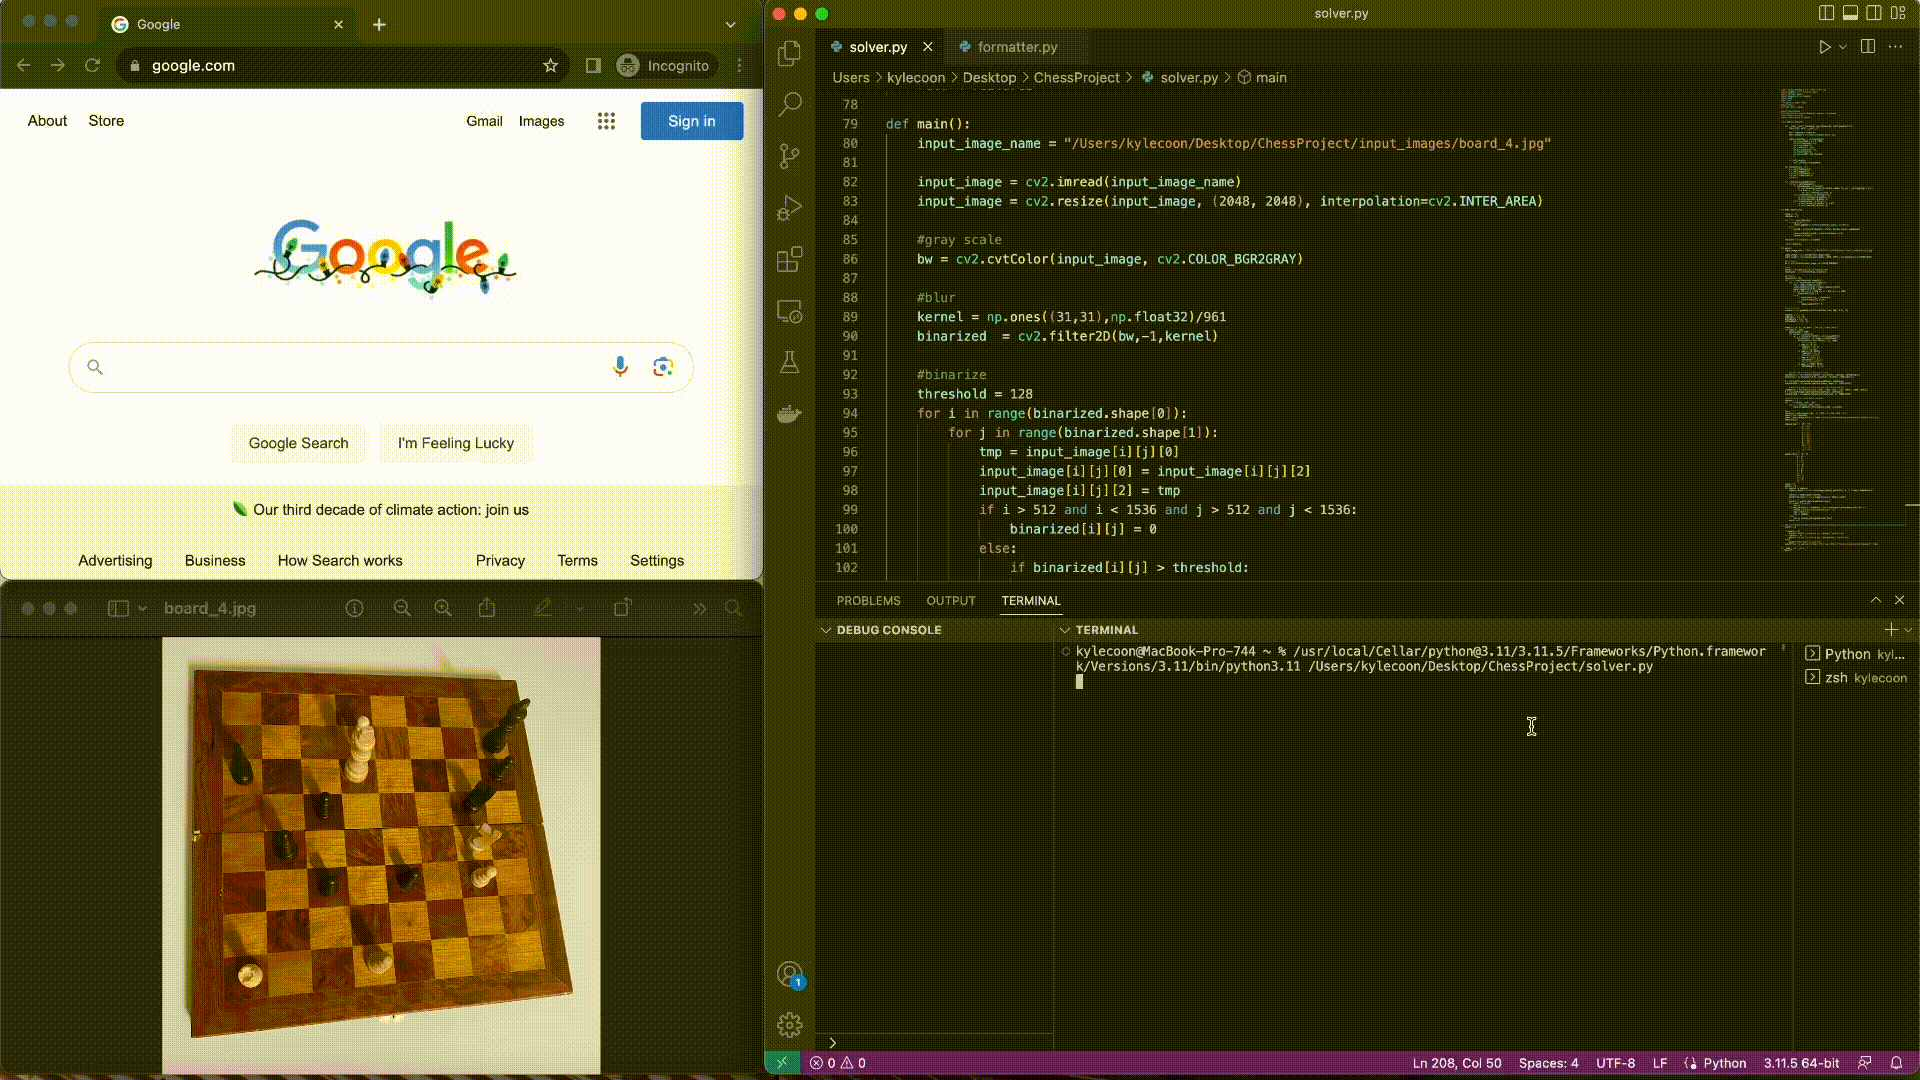 Google
google.com
Incognito
About
Store
Gmail
Images
Sign in
Google
Google Search
I'm Feeling Lucky
Our third decade of climate action: join us
Advertising
Business
How Search works
Privacy
Terms
Settings
board_4.jpg
solver.py
solver.py
formatter.py
Users > kylecoon > Desktop > ChessProject > solver.py > main
78
79 def main():
80 input_image_name = "/Users/kylecoon/Desktop/ChessProject/input_images/board_4.jpg"
81
82 input_image = cv2.imread(input_image_name)
83 input_image = cv2.resize(input_image, (2048, 2048), interpolation=cv2.INTER_AREA)
84
85 #gray scale
86 bw = cv2.cvtColor(input_image, cv2.COLOR_BGR2GRAY)
87
88 #blur
89 kernel = np.ones((31,31),np.float32)/961
90 binarized  = cv2.filter2D(bw,-1,kernel)
91
92 #binarize
93 threshold = 128
94 for i in range(binarized.shape[0]):
95 for j in range(binarized.shape[1]):
96 tmp = input_image[i][j][0]
97 input_image[i][j][0] = input_image[i][j][2]
98 input_image[i][j][2] = tmp
99 if i > 512 and i < 1536 and j > 512 and j < 1536:
100 binarized[i][j] = 0
101 else:
102 if binarized[i][j] > threshold:
PROBLEMS
OUTPUT
TERMINAL
DEBUG CONSOLE
TERMINAL
kylecoon@MacBook-Pro-744 ~ % /usr/local/Cellar/python@3.11/3.11.5/Frameworks/Python.framewor
k/Versions/3.11/bin/python3.11 /Users/kylecoon/Desktop/ChessProject/solver.py
Python kyl...
zsh kylecoon
1
0 0
Ln 208, Col 50
Spaces: 4
UTF-8
LF
Python
3.11.5 64-bit